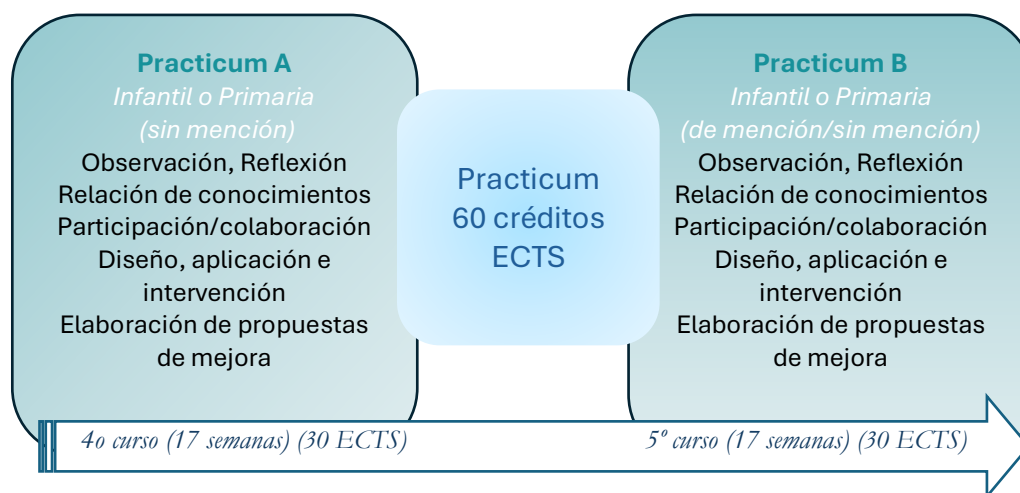 Practicum A
Infantil o Primaria
(sin mención)
Observación, Reflexión
Relación de conocimientos
Participación/colaboración
Diseño, aplicación e
intervención
Elaboración de propuestas
de mejora
Practicum
60 créditos
ECTS
Practicum B
Infantil o Primaria
(de mención/sin mención)
Observación, Reflexión
Relación de conocimientos
Participación/colaboración
Diseño, aplicación e
intervención
Elaboración de propuestas
de mejora
4o curso (17 semanas) (30 ECTS)
5º curso (17 semanas) (30 ECTS)